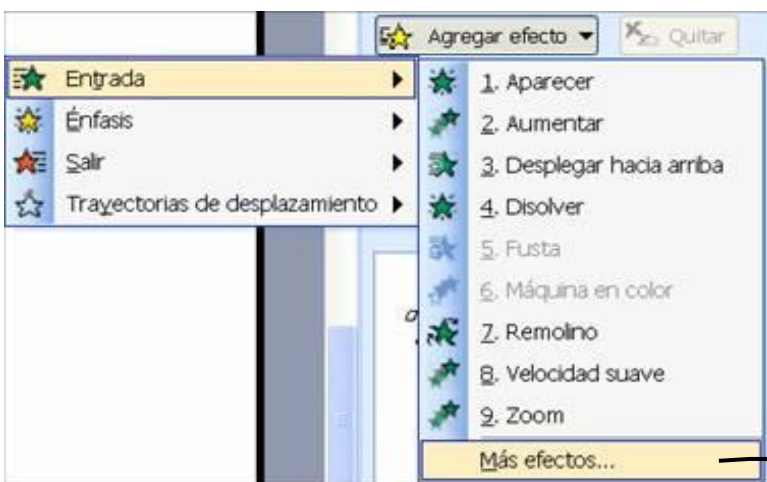 Agregar efecto
Quitar
Entrada
Énfasis
Salir
Trayectorias de desplazamiento
1. Aparecer
2. Aumentar
3. Desplegar hacia arriba
4. Disolver
5. Fusta
6. Máquina en color
7. Remolino
8. Velocidad suave
9. Zoom
Más efectos...